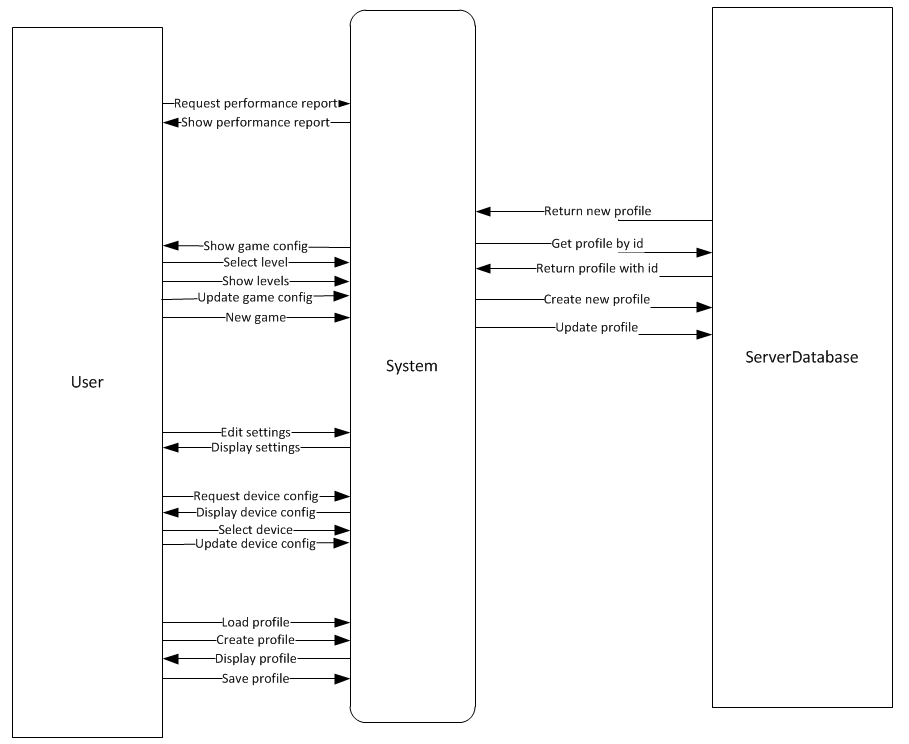 Request performance report
Show performance report
Return new profile
Show game config
Get profile by id
Select level
Return profile with id
Show levels
Update game config
Create new profile
New game
Update profile
ServerDatabase
System
User
Edit settings
Display settings
Request device config
Display device config
Select device
Update device config
Load profile
Create profile
Display profile
Save profile